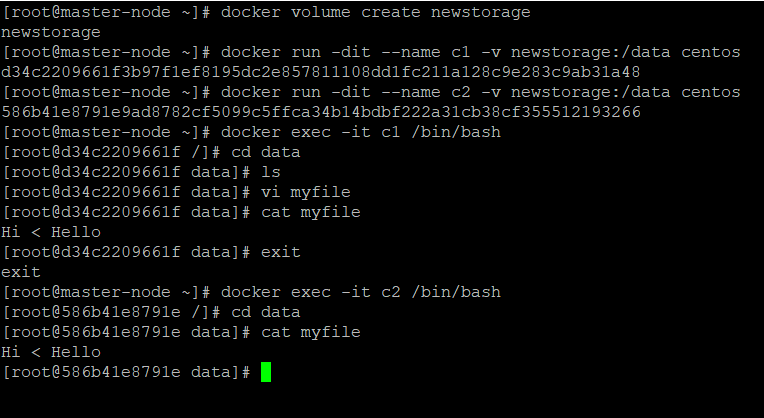 [root@master-node ~]# docker volume create newstorage
newstorage
[root@master-node ~]# docker run -dit --name c1 -v newstorage:/data centos
d34c2209661f3b97f1ef8195dc2e857811108dd1fc211a128c9e283c9ab31a48
[root@master-node ~]# docker run -dit --name c2 -v newstorage:/data centos
586b41e8791e9ad8782cf5099c5ffca34b14bdbf222a31cb38cf355512193266
[root@master-node ~]# docker exec -it c1 /bin/bash
[root@d34c2209661f /]# cd data
[root@d34c2209661f data]# ls
[root@d34c2209661f data]# vi myfile
[root@d34c2209661f data]# cat myfile
Hi < Hello
[root@d34c2209661f data]# exit
exit
[root@master-node ~]# docker exec -it c2 /bin/bash
[root@586b41e8791e /]# cd data
[root@586b41e8791e data]# cat myfile
Hi < Hello
[root@586b41e8791e data]#